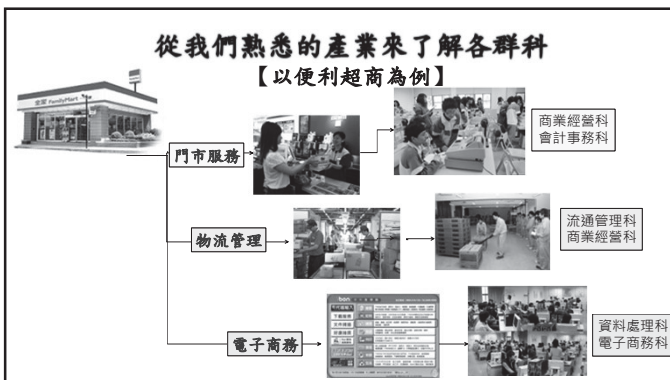 從我們熟悉的產業來了解各群科
【以便利超商為例】
全家 FamilyMart
門市服務
商業經營科
會計事務科
物流管理
流通管理科
商業經營科
電子商務
資料處理科
電子商務科